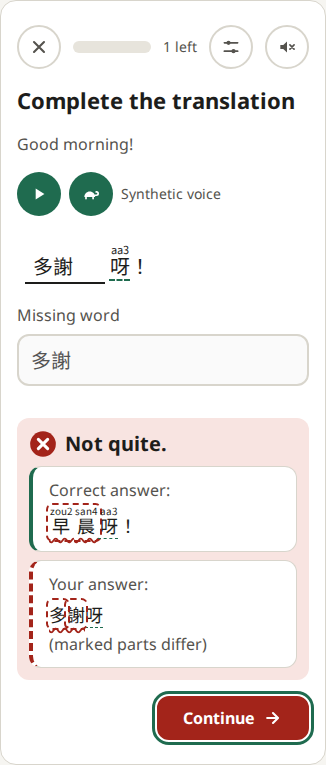 1 left
Complete the translation
Good morning!
Synthetic voice
aa3
多謝 呀！
Missing word
多謝
Not quite.
Correct answer:
zou2 san4 aa3
早晨呀！
Your answer:
多謝呀
(marked parts differ)
Continue